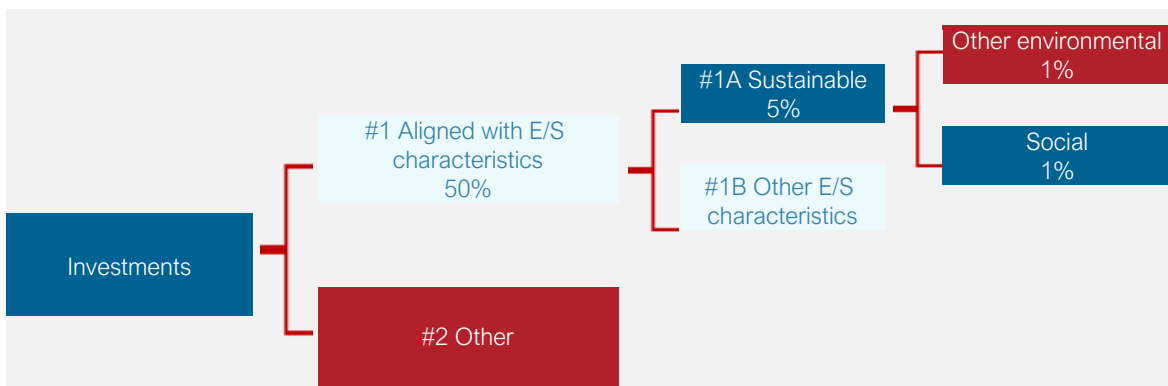 Investments
#1 Aligned with E/S
characteristics
50%
#2 Other
#1A Sustainable
5%
#1B Other E/S
characteristics
Other environmental
1%
Social
1%